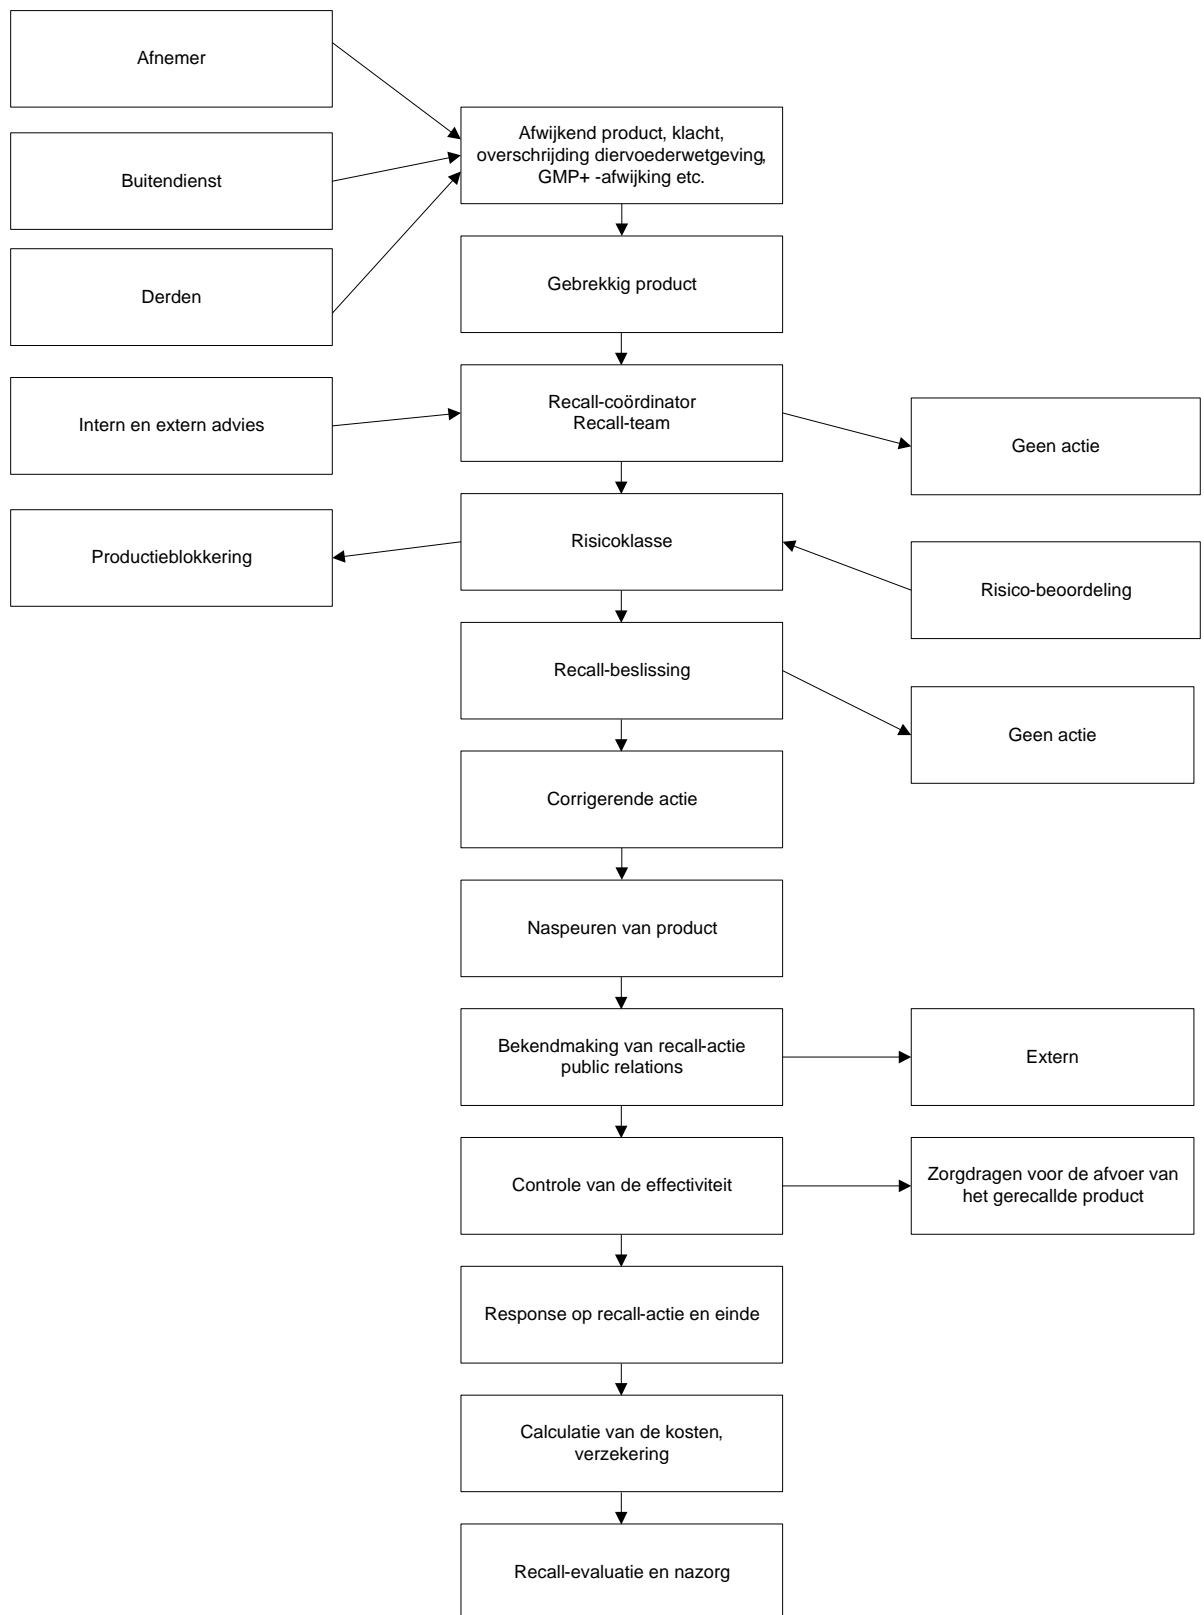 Afnemer
Afwijkend product, klacht,
overschrijding diervoederwetgeving,
GMP+ -afwijking etc.
Buitendienst
Gebrekkig product
Derden
Intern en extern advies
Recall-coördinator
Recall-team
Geen actie
Productieblokkering
Risicoklasse
Risico-beoordeling
Recall-beslissing
Geen actie
Corrigerende actie
Naspeuren van product
Bekendmaking van recall-actie
public relations
Extern
Controle van de effectiviteit
Zorgdragen voor de afvoer van
het gerecallde product
Response op recall-actie en einde
Calculatie van de kosten,
verzekering
Recall-evaluatie en nazorg